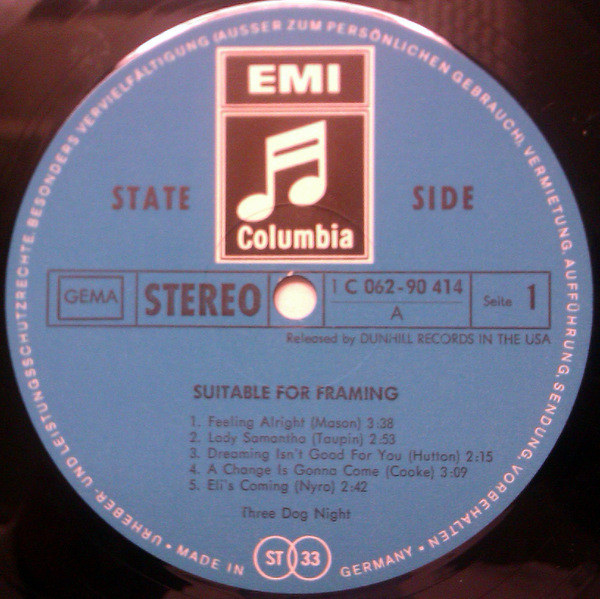 EMI
Columbia
STATE SIDE
GEMA
STEREO
1 C 062-90 414
A
Seite 1
Released by DUNHILL RECORDS IN THE USA
SUITABLE FOR FRAMING
1. Feeling Alright (Mason) 3:38
2. Lady Samantha (Taupin) 2:53
3. Dreaming Isn't Good For You (Hutton) 2:15
4. A Change Is Gonna Come (Cooke) 3:09
5. Eli's Coming (Nyro) 2:42
Three Dog Night
URHEBER- UND LEISTUNGSSCHUTZRECHTE, BESONDERS VERVIELFÄLTIGUNG (AUSSER ZUM PERSÖNLICHEN GEBRAUCH), VERMIETUNG, AUFFÜHRUNG, SENDUNG, VORBEHALTEN
• MADE IN ST 33 GERMANY •